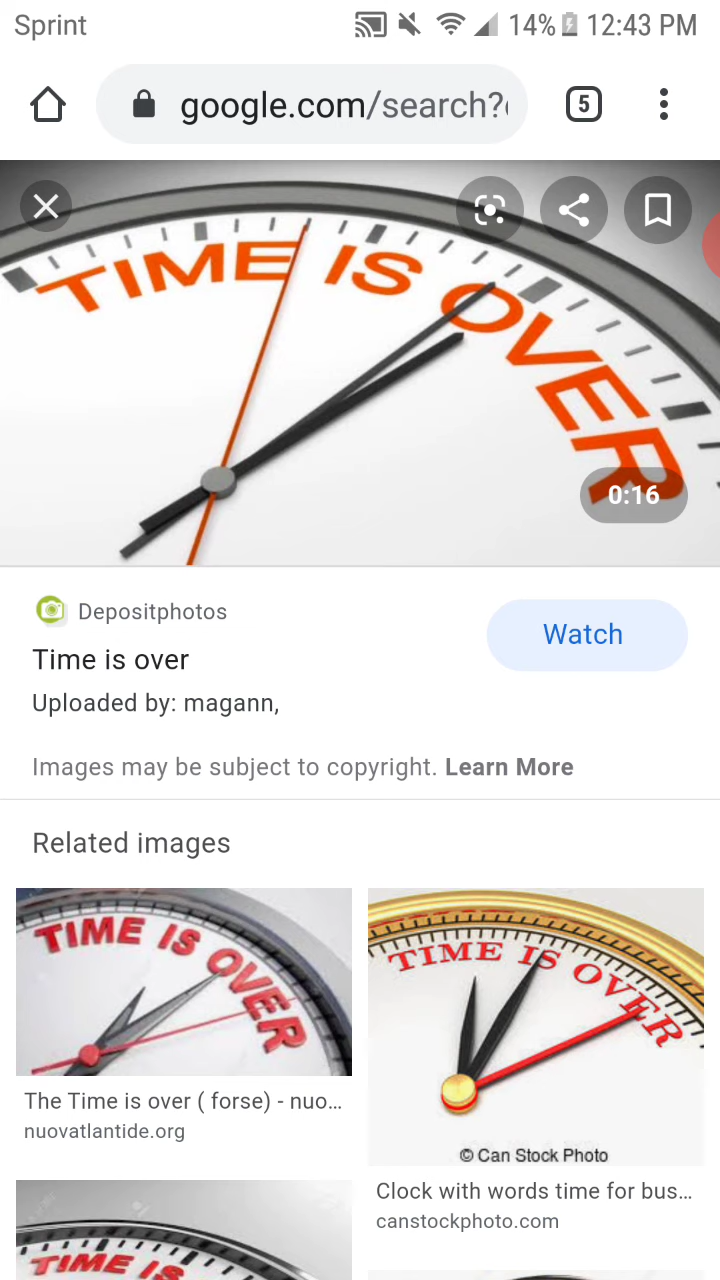 Sprint 14% 12:43 PM
google.com/search?
5
TIME IS OVER
0:16
Depositphotos
Watch
Time is over
Uploaded by: magann,
Images may be subject to copyright. Learn More
Related images
TIME IS OVER
TIME IS OVER
© Can Stock Photo
The Time is over ( forse) - nuo...
nuovatlantide.org
Clock with words time for bus...
canstockphoto.com
TIME IS